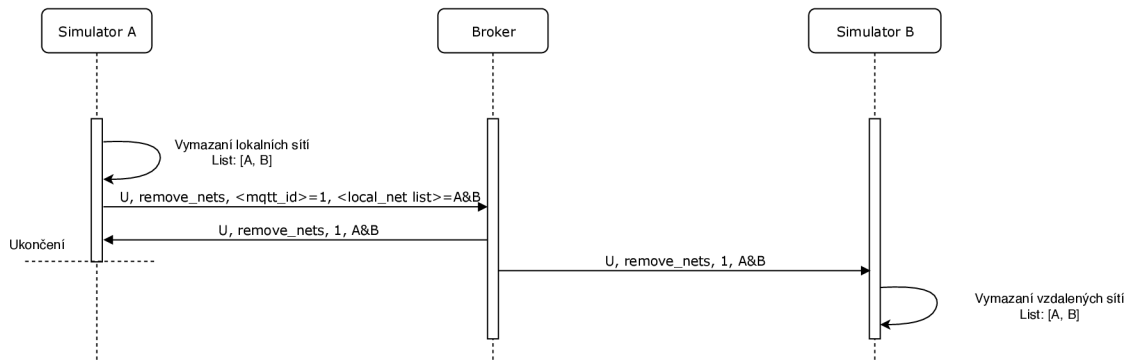 Simulator A
Broker
Simulator B
Vymazaní lokalních sítí
List: [A, B]
U, remove_nets, <mqtt_id>=1, <local_net list>=A&B
U, remove_nets, 1, A&B
Ukončení
U, remove_nets, 1, A&B
Vymazaní vzdalených sítí
List: [A, B]